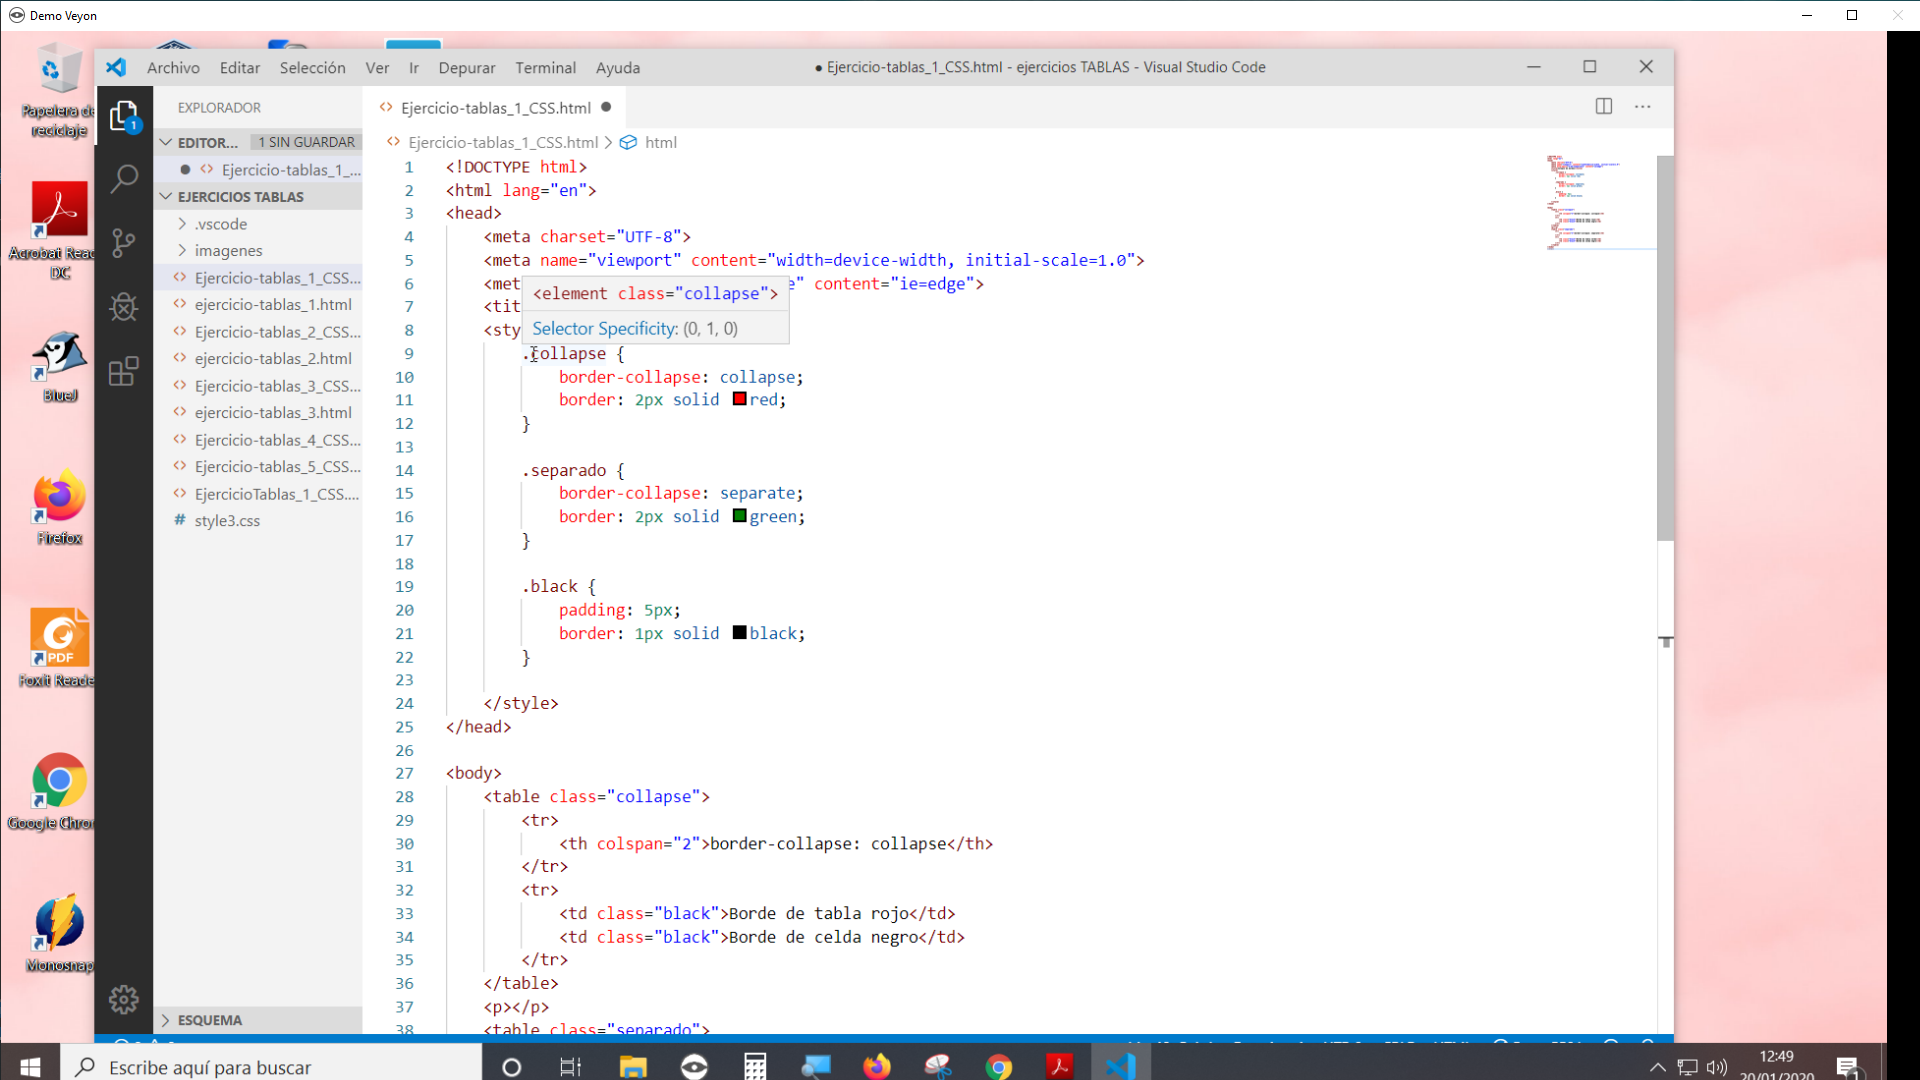 Demo Veyon
Archivo Editar Selección Ver Ir Depurar Terminal Ayuda
● Ejercicio-tablas_1_CSS.html - ejercicios TABLAS - Visual Studio Code
EXPLORADOR
EDITOR... 1 SIN GUARDAR
Ejercicio-tablas_1_...
EJERCICIOS TABLAS
.vscode
imagenes
Ejercicio-tablas_1_CSS...
ejercicio-tablas_1.html
Ejercicio-tablas_2_CSS...
ejercicio-tablas_2.html
Ejercicio-tablas_3_CSS...
ejercicio-tablas_3.html
Ejercicio-tablas_4_CSS...
Ejercicio-tablas_5_CSS...
EjercicioTablas_1_CSS....
# style3.css
ESQUEMA
Papelera de
reciclaje
Acrobat Read
DC
BlueJ
Firefox
PDF
Foxit Reade
Google Chro
Monosnap
1
Ejercicio-tablas_1_CSS.html
Ejercicio-tablas_1_CSS.html > html
1 <!DOCTYPE html>
2 <html lang="en">
3 <head>
4 <meta charset="UTF-8">
5 <meta name="viewport" content="width=device-width, initial-scale=1.0">
6 <met e" content="ie=edge">
7 <tit
8 <sty
<element class="collapse">
Selector Specificity: (0, 1, 0)
9 .collapse {
10 border-collapse: collapse;
11 border: 2px solid red;
12 }
13
14 .separado {
15 border-collapse: separate;
16 border: 2px solid green;
17 }
18
19 .black {
20 padding: 5px;
21 border: 1px solid black;
22 }
23
24 </style>
25 </head>
26
27 <body>
28 <table class="collapse">
29 <tr>
30 <th colspan="2">border-collapse: collapse</th>
31 </tr>
32 <tr>
33 <td class="black">Borde de tabla rojo</td>
34 <td class="black">Borde de celda negro</td>
35 </tr>
36 </table>
37 <p></p>
38 <table class="separado">
Escribe aquí para buscar
12:49
20/01/2020
1